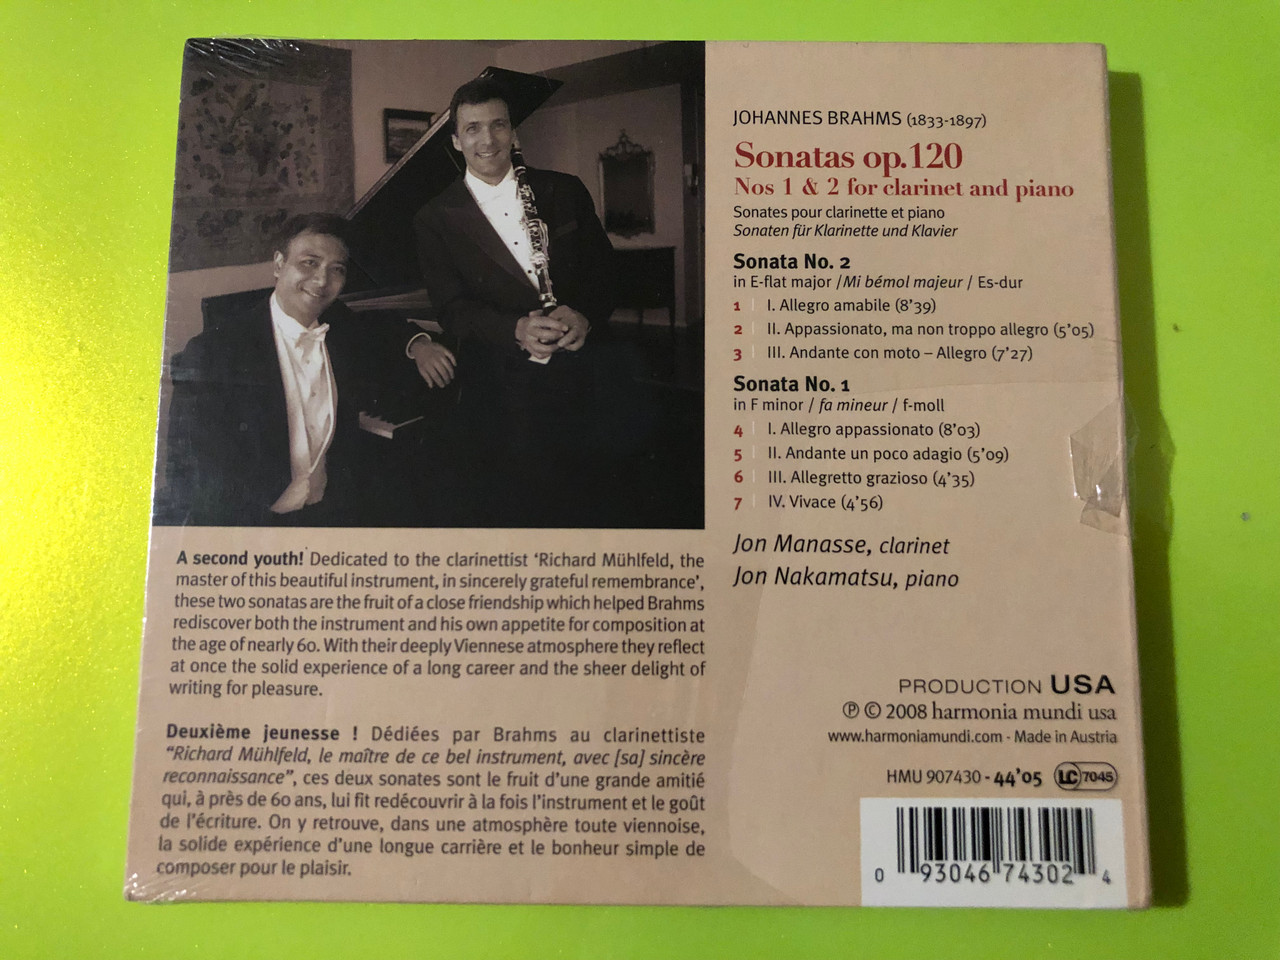 JOHANNES BRAHMS (1833-1897)
Sonatas op.120
Nos 1 & 2 for clarinet and piano
Sonates pour clarinette et piano
Sonaten für Klarinette und Klavier
Sonata No. 2
in E-flat major / Mi bémol majeur / Es-dur
1 I. Allegro amabile (8'39)
2 II. Appassionato, ma non troppo allegro (5'05)
3 III. Andante con moto – Allegro (7'27)
Sonata No. 1
in F minor / fa mineur / f-moll
4 I. Allegro appassionato (8'03)
5 II. Andante un poco adagio (5'09)
6 III. Allegretto grazioso (4'35)
7 IV. Vivace (4'56)
Jon Manasse, clarinet
Jon Nakamatsu, piano
A second youth! Dedicated to the clarinettist 'Richard Mühlfeld, the
master of this beautiful instrument, in sincerely grateful remembrance',
these two sonatas are the fruit of a close friendship which helped Brahms
rediscover both the instrument and his own appetite for composition at
the age of nearly 60. With their deeply Viennese atmosphere they reflect
at once the solid experience of a long career and the sheer delight of
writing for pleasure.
Deuxième jeunesse ! Dédiées par Brahms au clarinettiste
"Richard Mühlfeld, le maître de ce bel instrument, avec [sa] sincère
reconnaissance", ces deux sonates sont le fruit d'une grande amitié
qui, à près de 60 ans, lui fit redécouvrir à la fois l'instrument et le goût
de l'écriture. On y retrouve, dans une atmosphère toute viennoise,
la solide expérience d'une longue carrière et le bonheur simple de
composer pour le plaisir.
PRODUCTION USA
℗ © 2008 harmonia mundi usa
www.harmoniamundi.com - Made in Austria
HMU 907430 - 44'05 LC 7045
0 93046 74302 4